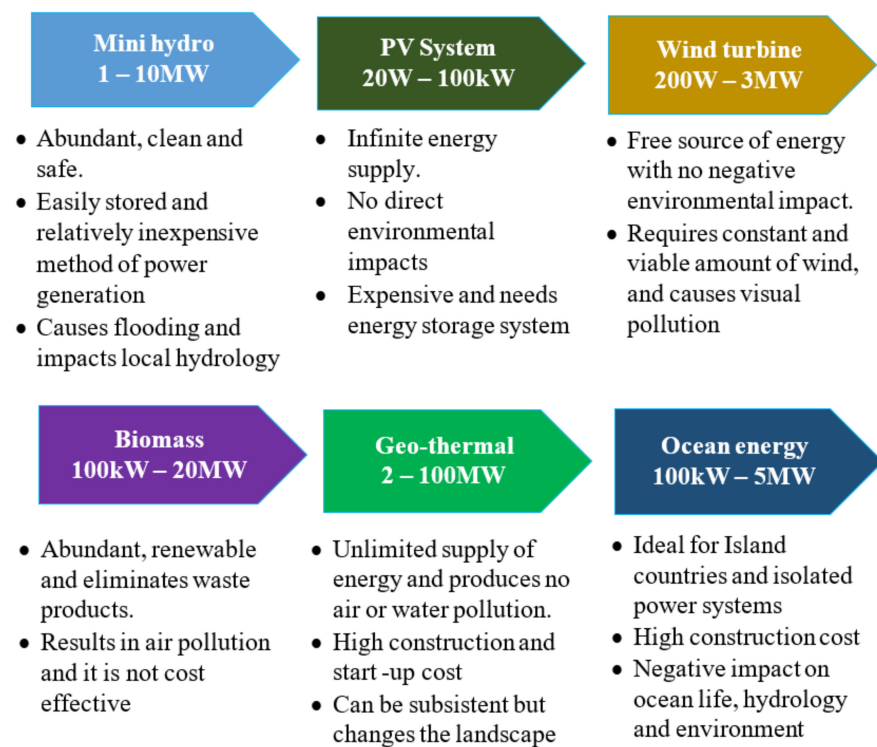 Mini hydro
1 – 10MW
• Abundant, clean and
safe.
• Easily stored and
relatively inexpensive
method of power
generation
• Causes flooding and
impacts local hydrology
PV System
20W – 100kW
• Infinite energy
supply.
• No direct
environmental
impacts
• Expensive and needs
energy storage system
Wind turbine
200W – 3MW
• Free source of energy
with no negative
environmental impact.
• Requires constant and
viable amount of wind,
and causes visual
pollution
Biomass
100kW – 20MW
• Abundant, renewable
and eliminates waste
products.
• Results in air pollution
and it is not cost
effective
Geo-thermal
2 – 100MW
• Unlimited supply of
energy and produces no
air or water pollution.
• High construction and
start -up cost
• Can be subsistent but
changes the landscape
Ocean energy
100kW – 5MW
• Ideal for Island
countries and isolated
power systems
• High construction cost
• Negative impact on
ocean life, hydrology
and environment